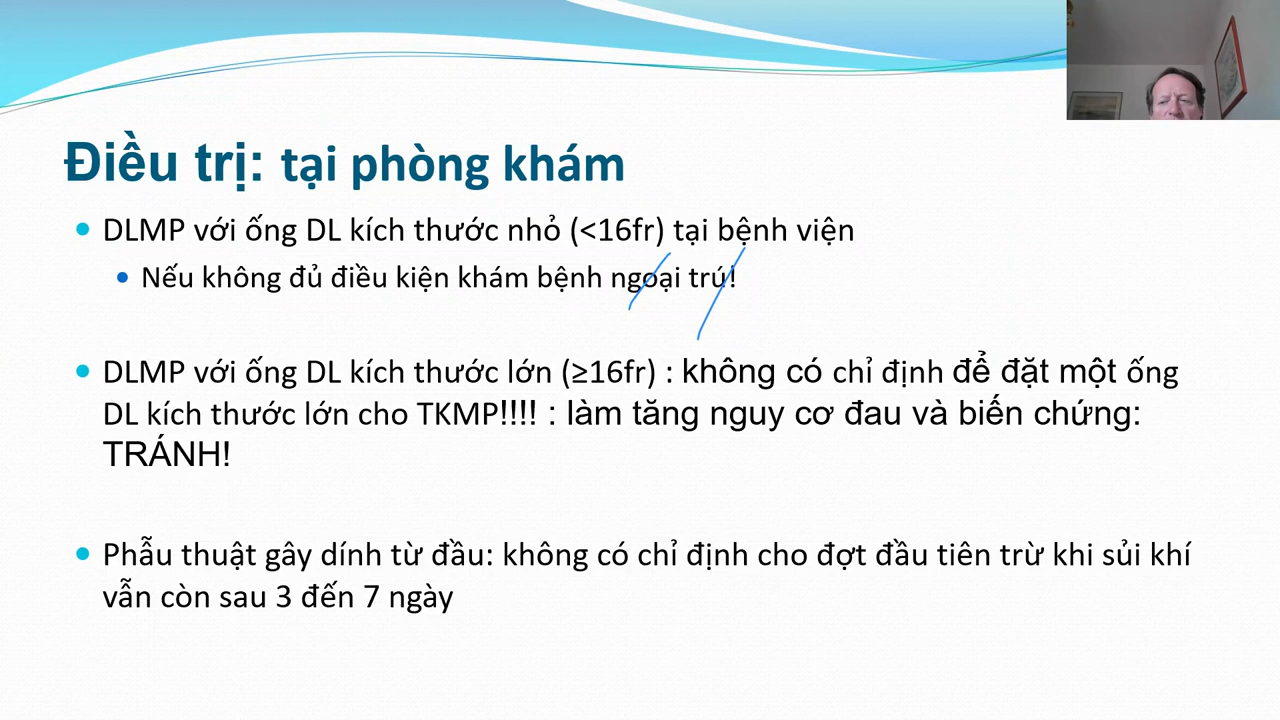 Điều trị: tại phòng khám
DLMP với ống DL kích thước nhỏ (<16fr) tại bệnh viện
Nếu không đủ điều kiện khám bệnh ngoại trú!
DLMP với ống DL kích thước lớn (≥16fr) : không có chỉ định để đặt một ống
DL kích thước lớn cho TKMP!!!! : làm tăng nguy cơ đau và biến chứng:
TRÁNH!
Phẫu thuật gây dính từ đầu: không có chỉ định cho đợt đầu tiên trừ khi sủi khí
vẫn còn sau 3 đến 7 ngày